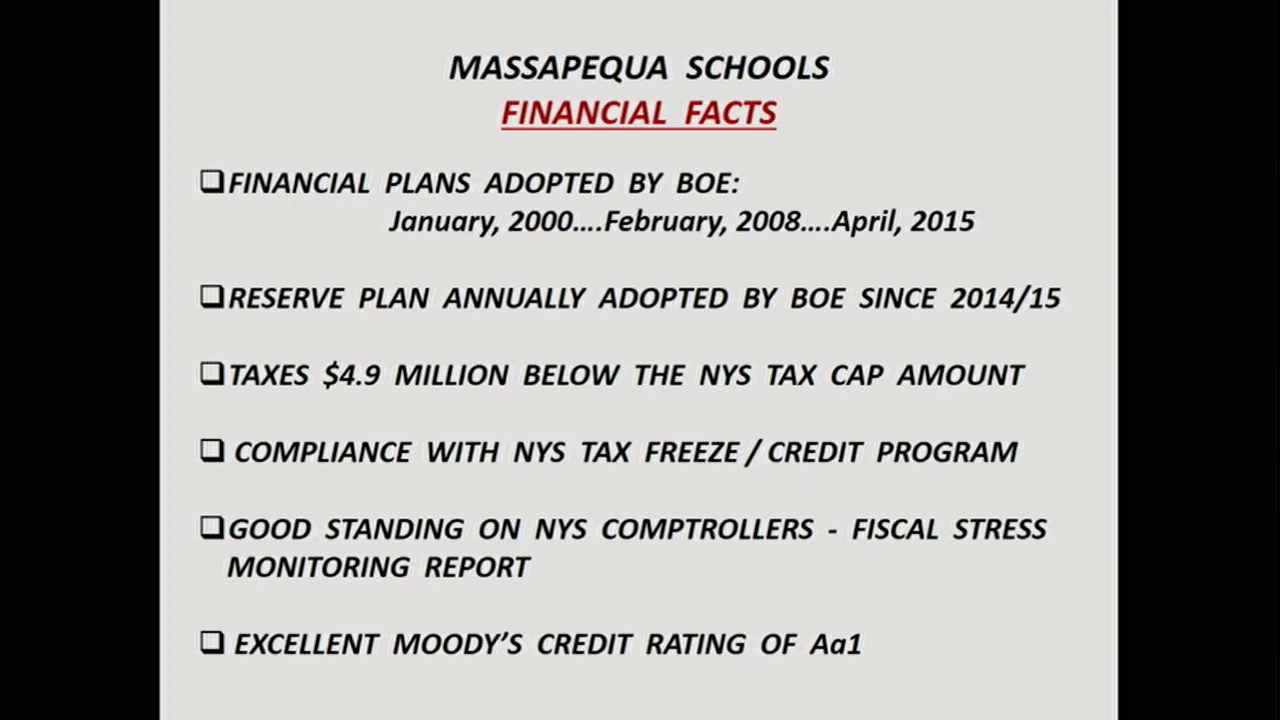 MASSAPEQUA SCHOOLS
FINANCIAL FACTS
❑FINANCIAL PLANS ADOPTED BY BOE:
January, 2000....February, 2008....April, 2015
❑RESERVE PLAN ANNUALLY ADOPTED BY BOE SINCE 2014/15
❑TAXES $4.9 MILLION BELOW THE NYS TAX CAP AMOUNT
❑ COMPLIANCE WITH NYS TAX FREEZE / CREDIT PROGRAM
❑GOOD STANDING ON NYS COMPTROLLERS - FISCAL STRESS
MONITORING REPORT
❑ EXCELLENT MOODY’S CREDIT RATING OF Aa1